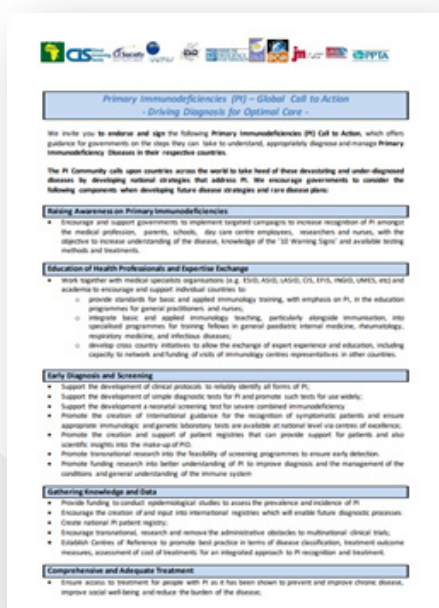 CIS
PPTA
Primary Immunodeficiencies (PI) – Global Call to Action
- Driving Diagnosis for Optimal Care -
We invite you to endorse and sign the following Primary Immunodeficiencies (PI) Call to Action, which offers
guidance for governments on the steps they can take to understand, appropriately diagnose and manage Primary
Immunodeficiency Diseases in their respective countries.
The PI Community calls upon countries across the world to take heed of these devastating and under-diagnosed
diseases by developing national strategies that address PI. We encourage governments to consider the
following components when developing future disease strategies and rare disease plans:
Raising Awareness on Primary Immunodeficiencies
• Encourage and support governments to implement targeted campaigns to increase recognition of PI amongst
the medical profession, parents, schools, day care centre employees, researchers and nurses, with the
objective to increase understanding of the disease, knowledge of the '10 Warning Signs' and available testing
methods and treatments.
Education of Health Professionals and Expertise Exchange
• Work together with medical specialists organisations (e.g. ESID, ASID, LASID, CIS, EFIS, INGID, UMES, etc) and
academia to encourage and support individual countries to:
o provide standards for basic and applied immunology training, with emphasis on PI, in the education
programmes for general practitioners and nurses;
o integrate basic and applied immunology teaching, particularly alongside immunisation, into
specialised programmes for training fellows in general paediatric internal medicine, rheumatology,
respiratory medicine, and infectious diseases;
o develop cross country initiatives to allow the exchange of expert experience and education, including
capacity to network and funding of visits of immunology centres representatives in other countries.
Early Diagnosis and Screening
• Support the development of clinical protocols to reliably identify all forms of PI;
• Support the development of simple diagnostic tests for PI and promote such tests for use widely;
• Support the development a neonatal screening test for severe combined immunodeficiency
• Promote the creation of international guidance for the recognition of symptomatic patients and ensure
appropriate immunologic and genetic laboratory tests are available at national level via centres of excellence;
• Promote the creation and support of patient registries that can provide support for patients and also
scientific insights into the make-up of PID.
• Promote transnational research into the feasibility of screening programmes to ensure early detection.
• Promote funding research into better understanding of PI to improve diagnosis and the management of the
conditions and general understanding of the immune system
Gathering Knowledge and Data
• Provide funding to conduct epidemiological studies to assess the prevalence and incidence of PI
• Encourage the creation of and input into international registries which will enable future diagnostic processes
• Create national PI patient registry;
• Encourage transnational, research and remove the administrative obstacles to multinational clinical trials;
• Establish Centres of Reference to promote best practice in terms of disease classification, treatment outcome
measures, assessment of cost of treatments for an integrated approach to PI recognition and treatment.
Comprehensive and Adequate Treatment
• Ensure access to treatment for people with PI as it has been shown to prevent and improve chronic disease,
improve social well-being and reduce the burden of the disease;